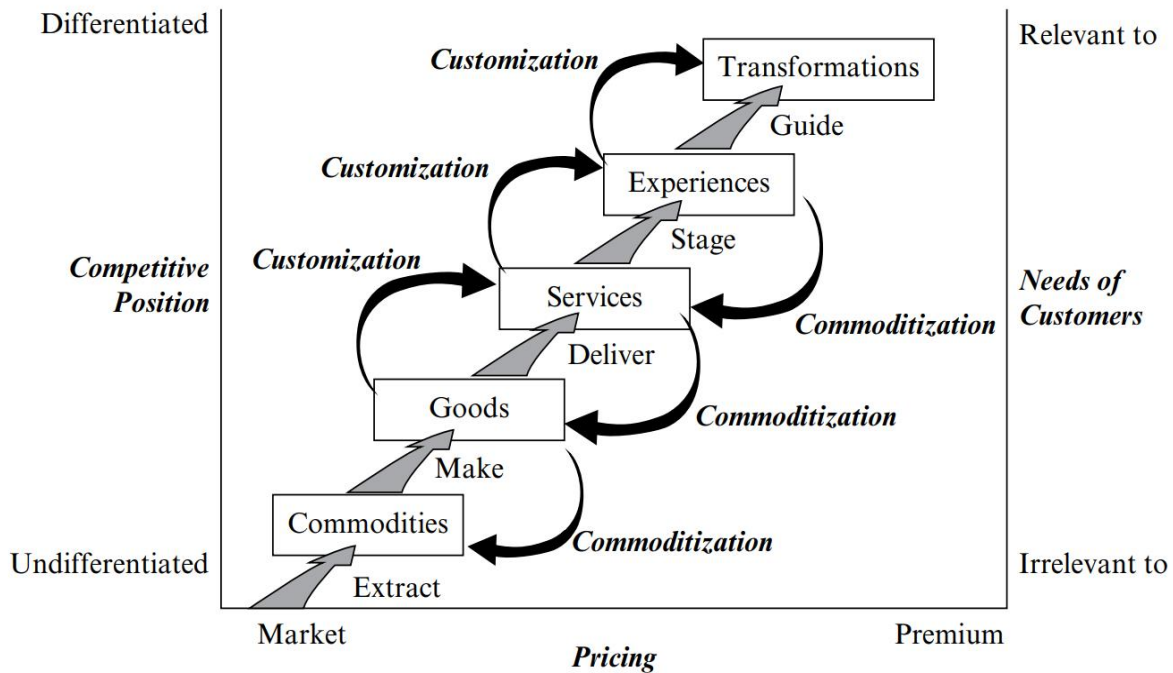 Differentiated
Relevant to
Customization
Transformations
Guide
Customization
Experiences
Stage
Customization
Competitive
Position
Services
Needs of
Customers
Commoditization
Deliver
Goods
Commoditization
Make
Commodities
Commoditization
Undifferentiated
Irrelevant to
Extract
Market
Premium
Pricing